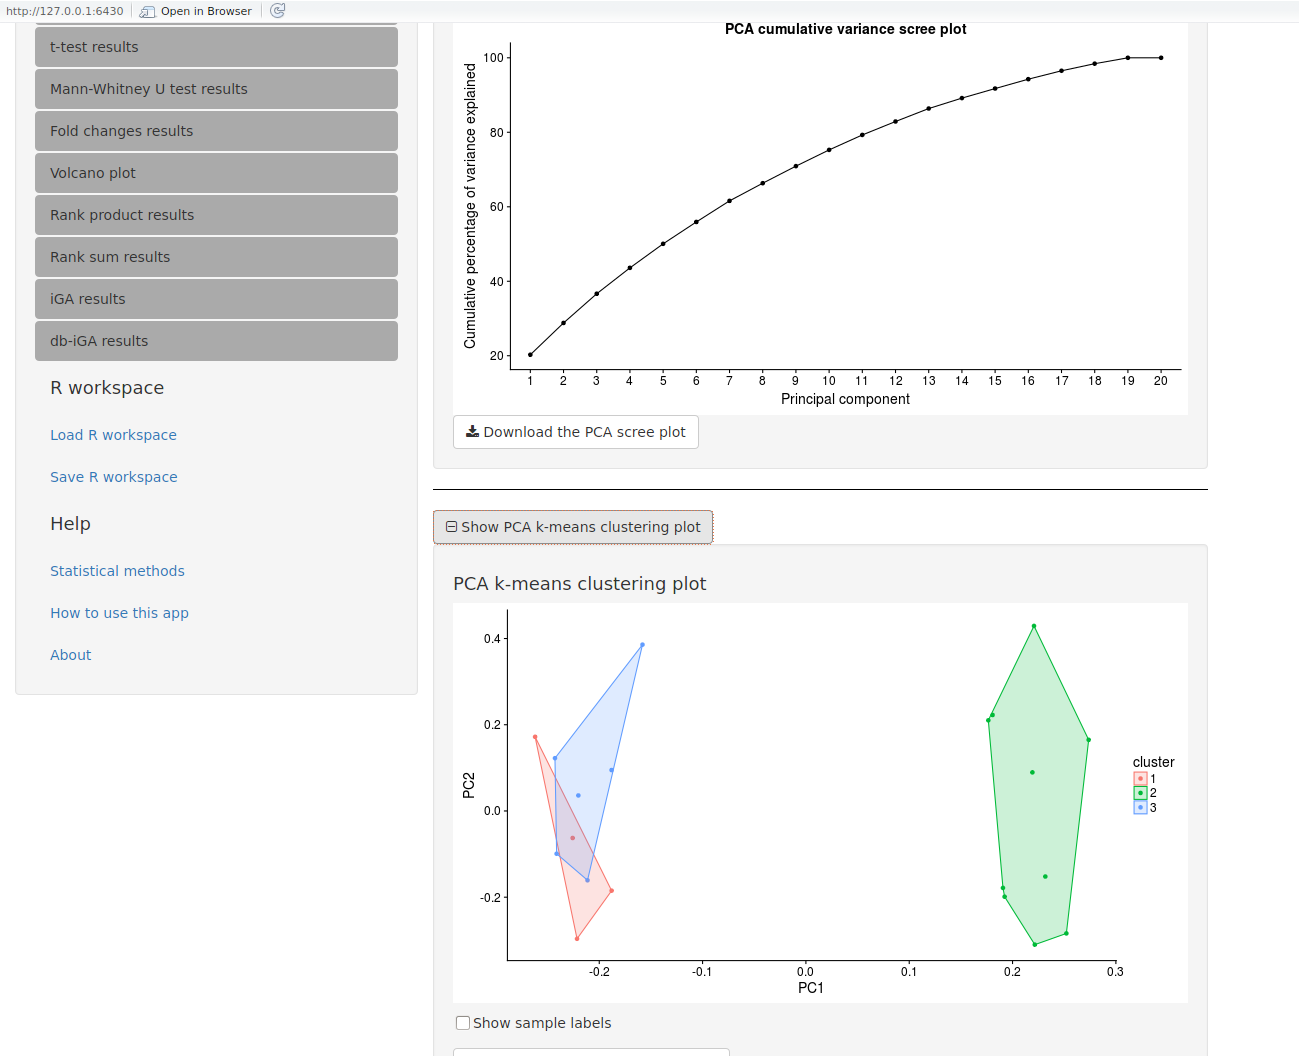 http://127.0.0.1:6430 Open in Browser
t-test results
Mann-Whitney U test results
Fold changes results
Volcano plot
Rank product results
Rank sum results
iGA results
db-iGA results
R workspace
Load R workspace
Save R workspace
Help
Statistical methods
How to use this app
About
PCA cumulative variance scree plot
Cumulative percentage of variance explained
100
80
60
40
20
1 2 3 4 5 6 7 8 9 10 11 12 13 14 15 16 17 18 19 20
Principal component
Download the PCA scree plot
Show PCA k-means clustering plot
PCA k-means clustering plot
PC2
0.4
0.2
0.0
-0.2
-0.2 -0.1 0.0 0.1 0.2 0.3
PC1
cluster
1
2
3
Show sample labels